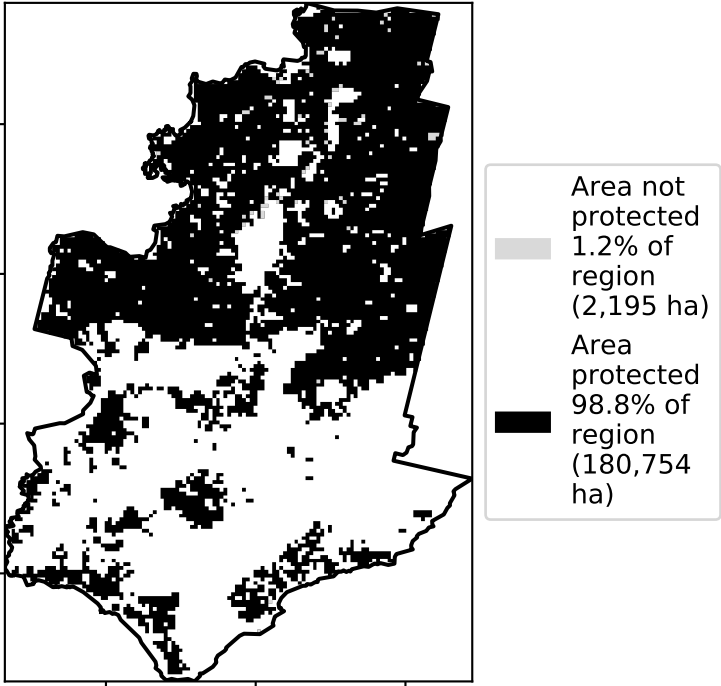 Area not
protected
1.2% of
region
(2,195 ha)
Area
protected
98.8% of
region
(180,754
ha)